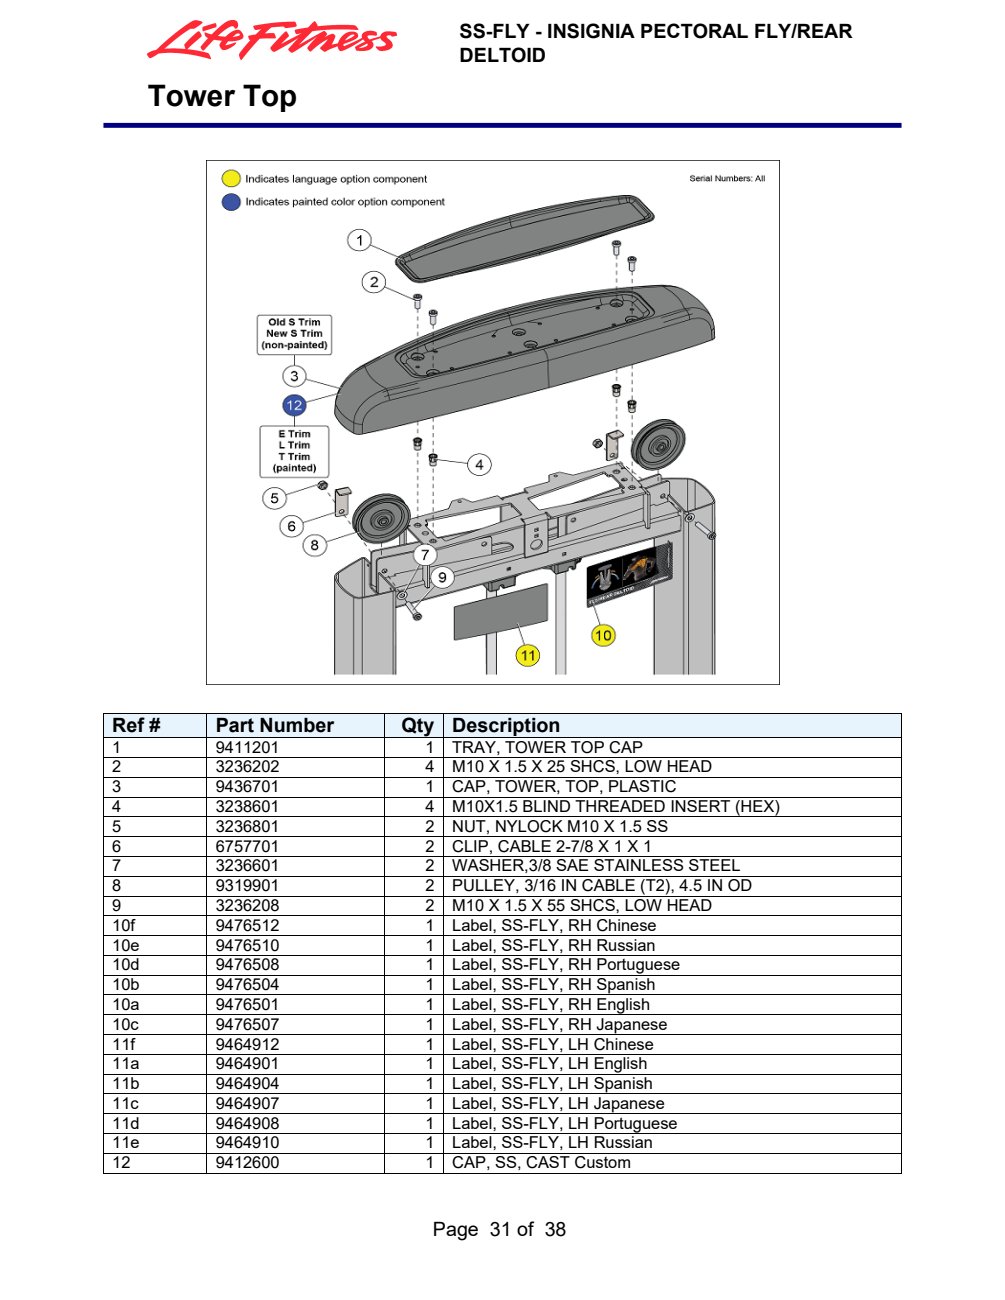 Life Fitness
SS-FLY - INSIGNIA PECTORAL FLY/REAR
DELTOID
Tower Top
Indicates language option component
Serial Numbers: All
Indicates painted color option component
1
2
Old S Trim
New S Trim
(non-painted)
3
12
E Trim
L Trim
T Trim
(painted)
4
5
6
8
7
9
FLY/REAR DELTOID
10
11
Ref # Part Number Qty Description
1 9411201 1 TRAY, TOWER TOP CAP
2 3236202 4 M10 X 1.5 X 25 SHCS, LOW HEAD
3 9436701 1 CAP, TOWER, TOP, PLASTIC
4 3238601 4 M10X1.5 BLIND THREADED INSERT (HEX)
5 3236801 2 NUT, NYLOCK M10 X 1.5 SS
6 6757701 2 CLIP, CABLE 2-7/8 X 1 X 1
7 3236601 2 WASHER,3/8 SAE STAINLESS STEEL
8 9319901 2 PULLEY, 3/16 IN CABLE (T2), 4.5 IN OD
9 3236208 2 M10 X 1.5 X 55 SHCS, LOW HEAD
10f 9476512 1 Label, SS-FLY, RH Chinese
10e 9476510 1 Label, SS-FLY, RH Russian
10d 9476508 1 Label, SS-FLY, RH Portuguese
10b 9476504 1 Label, SS-FLY, RH Spanish
10a 9476501 1 Label, SS-FLY, RH English
10c 9476507 1 Label, SS-FLY, RH Japanese
11f 9464912 1 Label, SS-FLY, LH Chinese
11a 9464901 1 Label, SS-FLY, LH English
11b 9464904 1 Label, SS-FLY, LH Spanish
11c 9464907 1 Label, SS-FLY, LH Japanese
11d 9464908 1 Label, SS-FLY, LH Portuguese
11e 9464910 1 Label, SS-FLY, LH Russian
12 9412600 1 CAP, SS, CAST Custom
Page 31 of 38